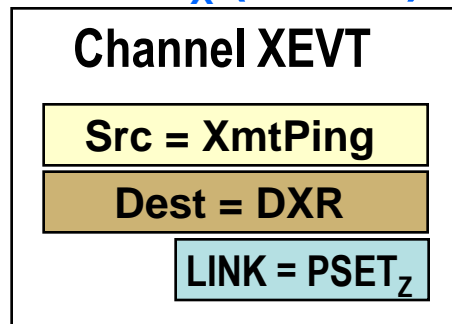 Channel XEVT
Src = XmtPing
Dest = DXR
LINK = PSETZ